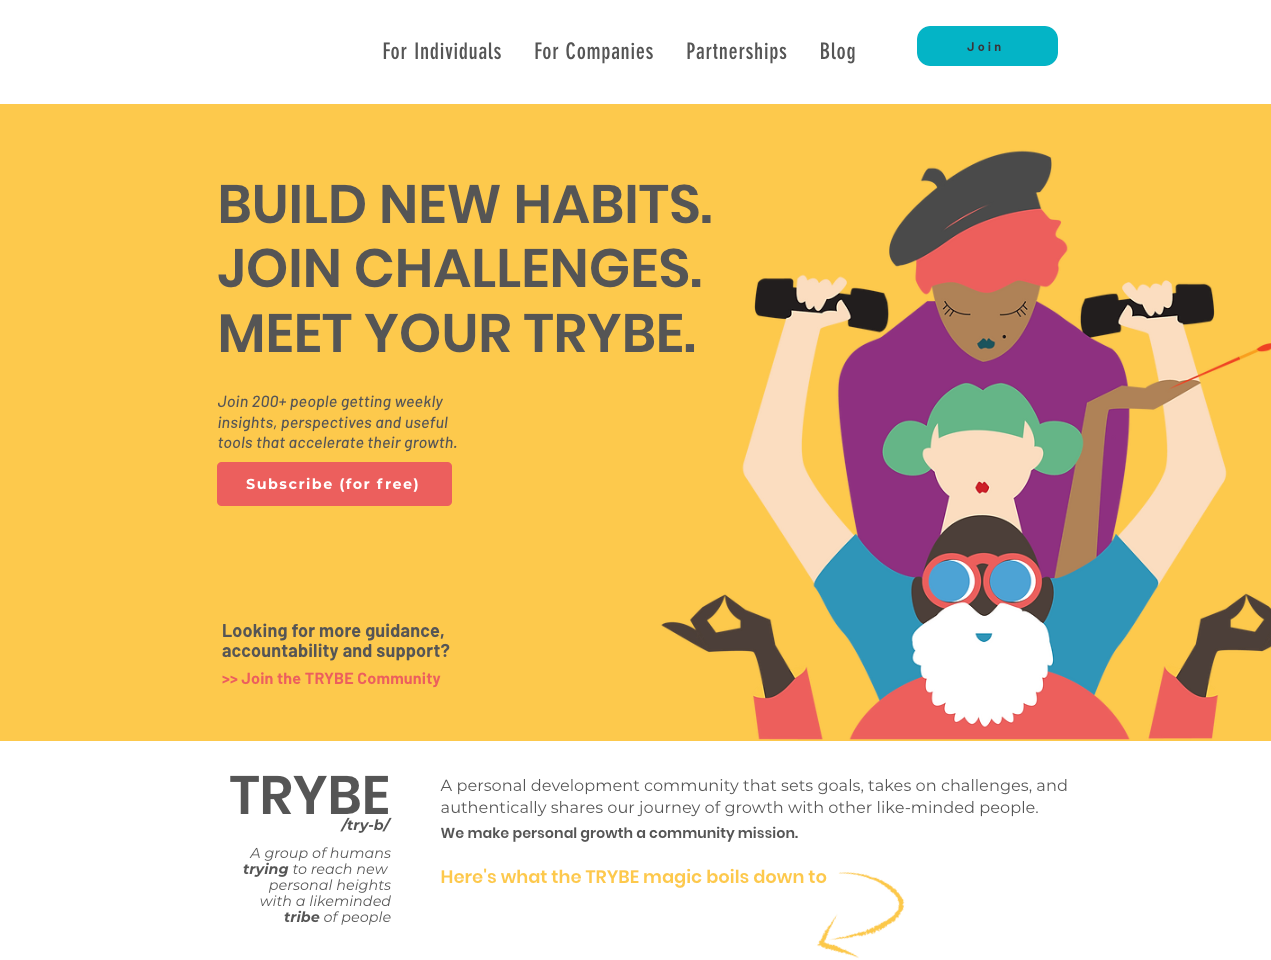 For Individuals
For Companies
Partnerships
Blog
Join
BUILD NEW HABITS.
JOIN CHALLENGES.
MEET YOUR TRYBE.
Join 200+ people getting weekly
insights, perspectives and useful
tools that accelerate their growth.
Subscribe (for free)
Looking for more guidance,
accountability and support?
>> Join the TRYBE Community
TRYBE
/try-b/
A group of humans
trying to reach new
personal heights
with a likeminded
tribe of people
A personal development community that sets goals, takes on challenges, and
authentically shares our journey of growth with other like-minded people.
We make personal growth a community mission.
Here's what the TRYBE magic boils down to